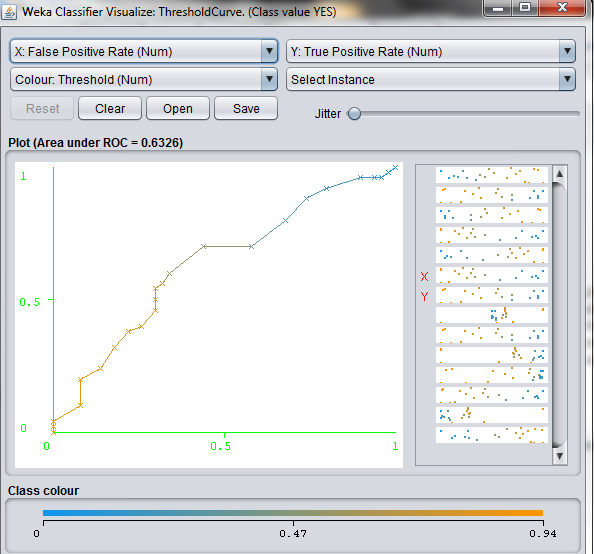 Weka Classifier Visualize: ThresholdCurve. (Class value YES)
X: False Positive Rate (Num) Y: True Positive Rate (Num)
Colour: Threshold (Num) Select Instance
Reset Clear Open Save Jitter
Plot (Area under ROC = 0.6326)
1
X
Y
0.5
0
0 0.5 1
Class colour
0 0.47 0.94